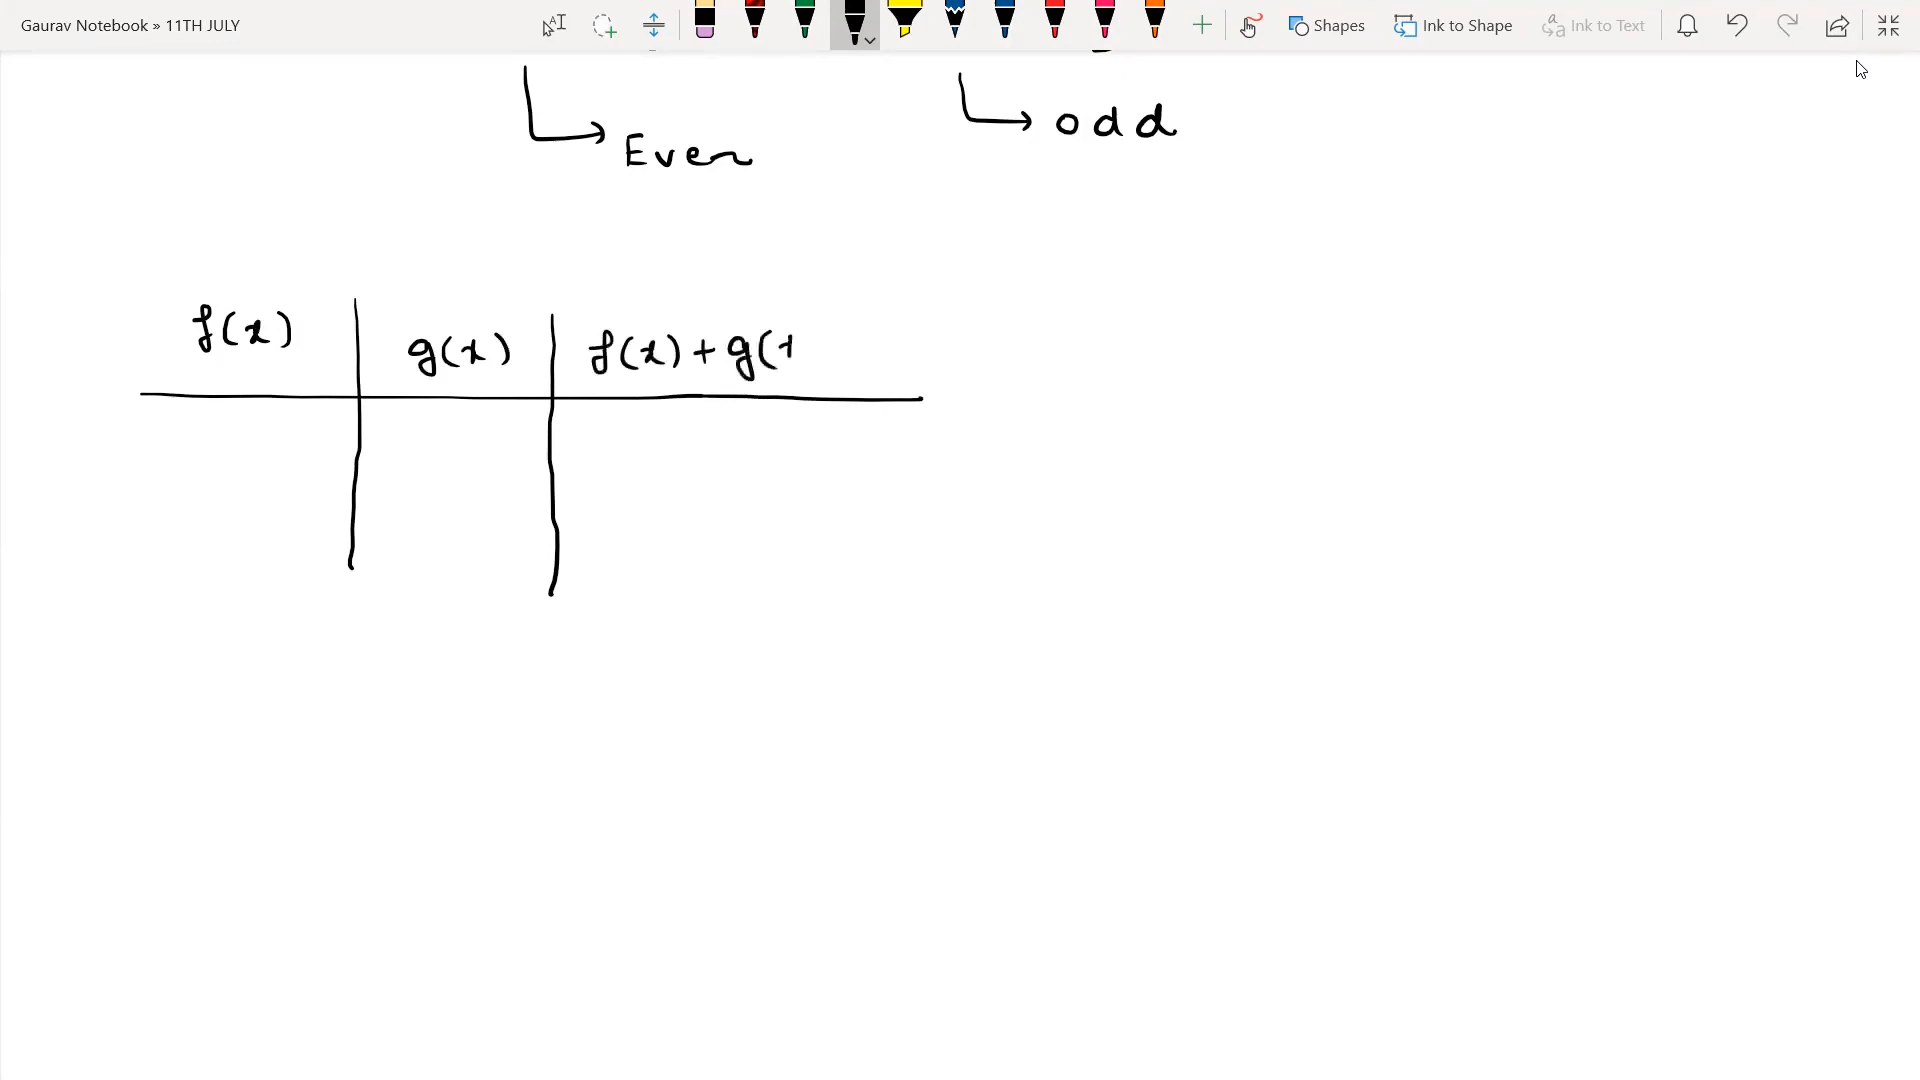 Gaurav Notebook » 11TH JULY
Shapes
Ink to Shape
Ink to Text
Even
odd
f(x)
g(x)
f(x) + g(